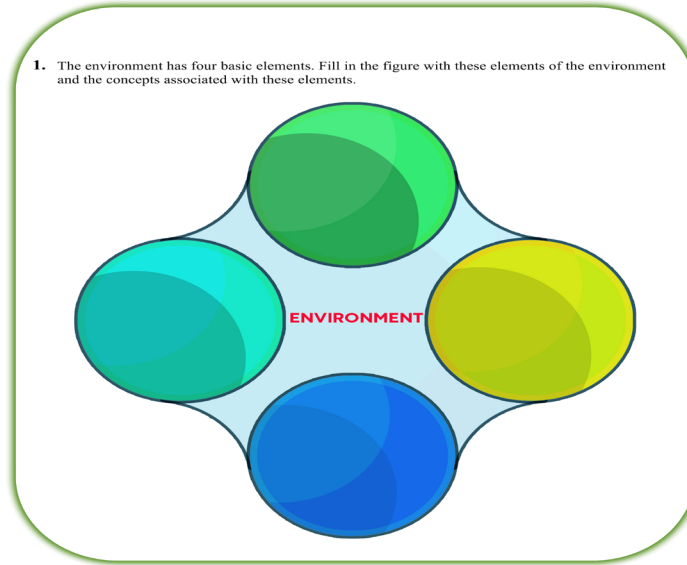 1. The environment has four basic elements. Fill in the figure with these elements of the environment
and the concepts associated with these elements.
ENVIRONMENT